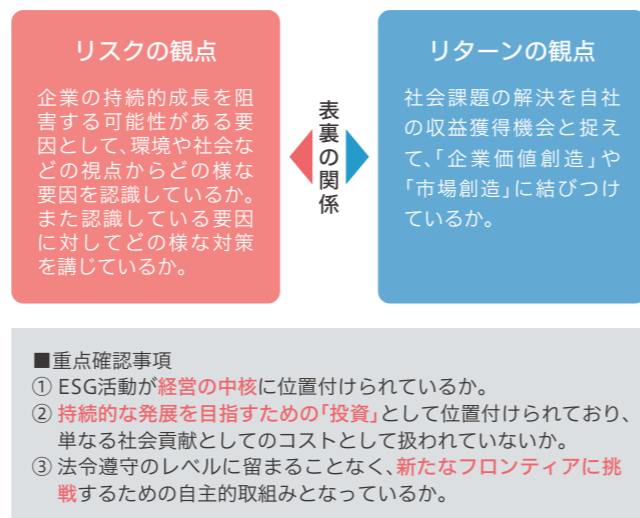 リスクの観点
企業の持続的成長を阻
害する可能性がある要
因として、環境や社会な
どの視点からどの様な
要因を認識しているか。
また認識している要因
に対してどの様な対策
を講じているか。
表裏の関係
リターンの観点
社会課題の解決を自社
の収益獲得機会と捉え
て、「企業価値創造」や
「市場創造」に結びつけ
ているか。
■重点確認事項
① ESG活動が経営の中核に位置付けられているか。
② 持続的な発展を目指すための「投資」として位置付けられており、
単なる社会貢献としてのコストとして扱われていないか。
③ 法令遵守のレベルに留まることなく、新たなフロンティアに挑
戦するための自主的取組みとなっているか。